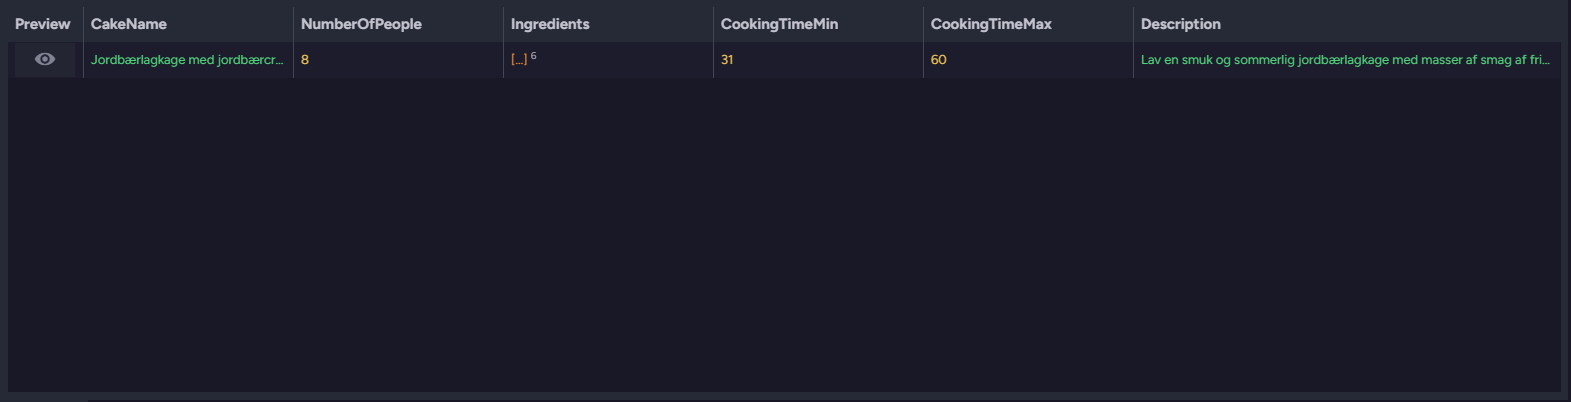 Preview CakeName NumberOfPeople Ingredients CookingTimeMin CookingTimeMax Description
Jordbærlagkage med jordbærcr... 8 [...] 6 31 60 Lav en smuk og sommerlig jordbærlagkage med masser af smag af fri...